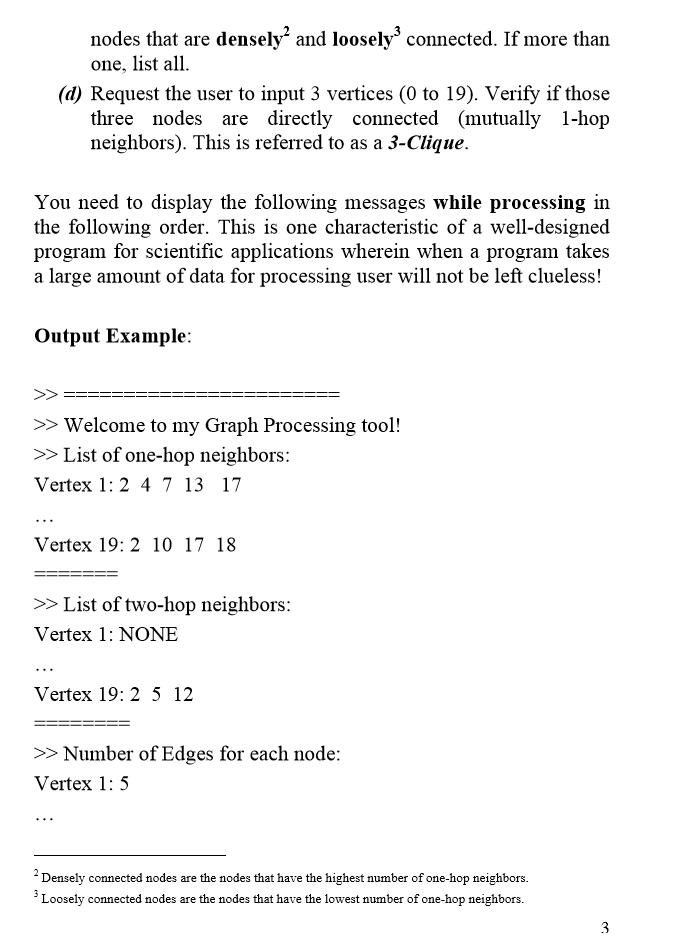 nodes that are densely² and loosely³ connected. If more than
one, list all.
(d) Request the user to input 3 vertices (0 to 19). Verify if those
three nodes are directly connected (mutually 1-hop
neighbors). This is referred to as a 3-Clique.
You need to display the following messages while processing in
the following order. This is one characteristic of a well-designed
program for scientific applications wherein when a program takes
a large amount of data for processing user will not be left clueless!
Output Example:
>> =======================
>> Welcome to my Graph Processing tool!
>> List of one-hop neighbors:
Vertex 1: 2 4 7 13 17
…
Vertex 19: 2 10 17 18
=======
>> List of two-hop neighbors:
Vertex 1: NONE
…
Vertex 19: 2 5 12
========
>> Number of Edges for each node:
Vertex 1: 5
…
² Densely connected nodes are the nodes that have the highest number of one-hop neighbors.
³ Loosely connected nodes are the nodes that have the lowest number of one-hop neighbors.
3